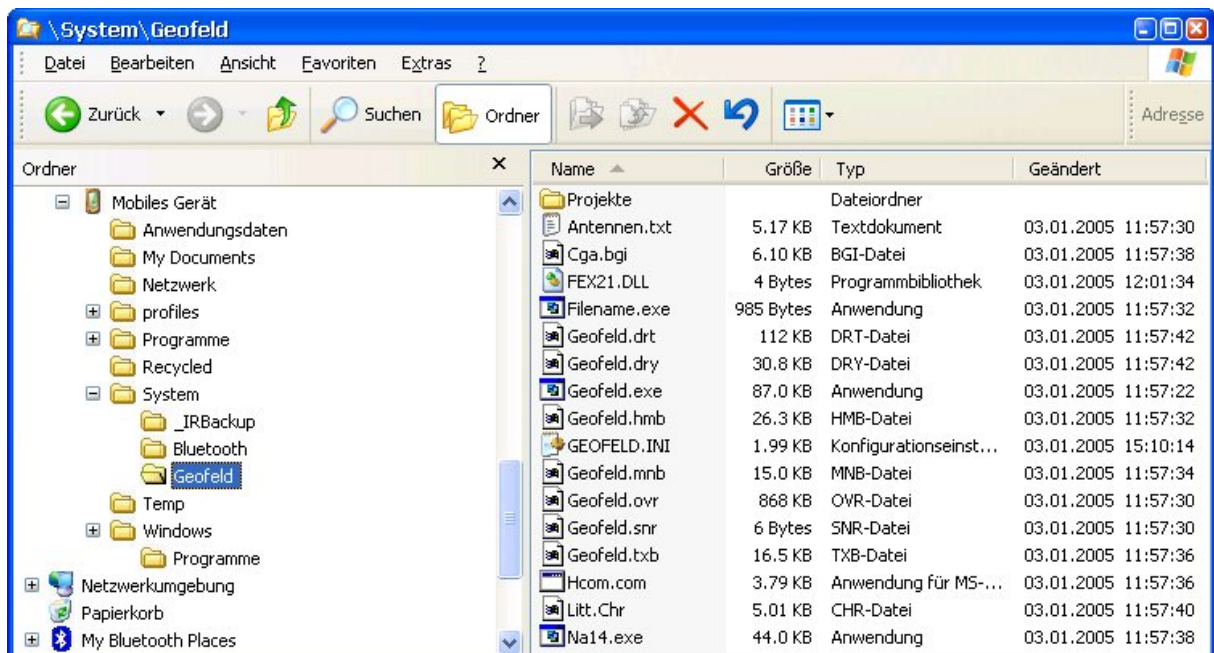 \System\Geofeld
Datei Bearbeiten Ansicht Favoriten Extras ?
Zurück Suchen Ordner Adresse
Ordner
Mobiles Gerät
Anwendungsdaten
My Documents
Netzwerk
profiles
Programme
Recycled
System
_IRBackup
Bluetooth
Geofeld
Temp
Windows
Programme
Netzwerkumgebung
Papierkorb
My Bluetooth Places
Name Größe Typ Geändert
Projekte Dateiordner
Antennen.txt 5.17 KB Textdokument 03.01.2005 11:57:30
Cga.bgi 6.10 KB BGI-Datei 03.01.2005 11:57:38
FEX21.DLL 4 Bytes Programmbibliothek 03.01.2005 12:01:34
Filename.exe 985 Bytes Anwendung 03.01.2005 11:57:32
Geofeld.drt 112 KB DRT-Datei 03.01.2005 11:57:42
Geofeld.dry 30.8 KB DRY-Datei 03.01.2005 11:57:42
Geofeld.exe 87.0 KB Anwendung 03.01.2005 11:57:22
Geofeld.hmb 26.3 KB HMB-Datei 03.01.2005 11:57:32
GEOFELD.INI 1.99 KB Konfigurationseinst... 03.01.2005 15:10:14
Geofeld.mnb 15.0 KB MNB-Datei 03.01.2005 11:57:34
Geofeld.ovr 868 KB OVR-Datei 03.01.2005 11:57:30
Geofeld.snr 6 Bytes SNR-Datei 03.01.2005 11:57:30
Geofeld.txb 16.5 KB TXB-Datei 03.01.2005 11:57:36
Hcom.com 3.79 KB Anwendung für MS-... 03.01.2005 11:57:36
Litt.Chr 5.01 KB CHR-Datei 03.01.2005 11:57:40
Na14.exe 44.0 KB Anwendung 03.01.2005 11:57:38